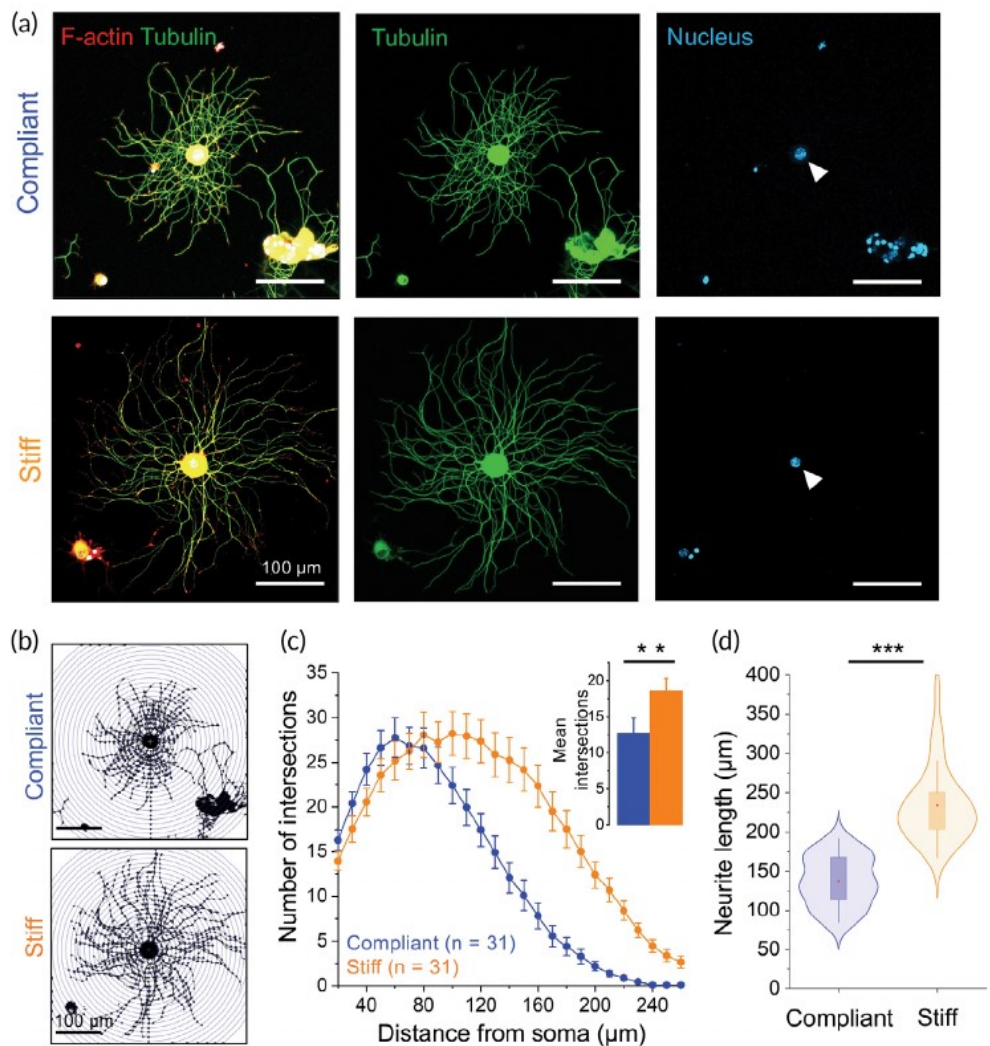 (a)
F-actin Tubulin
Tubulin
Nucleus
Compliant
Stiff
100 μm
(b)
Compliant
Stiff
100 μm
(c)
Number of intersections
35
30
25
20
15
10
5
0
40 80 120 160 200 240
Distance from soma (μm)
Compliant (n = 31)
Stiff (n = 31)
* *
Mean
intersections
20
15
10
5
0
(d)
***
Neurite length (μm)
400
350
300
250
200
150
100
50
0
Compliant Stiff